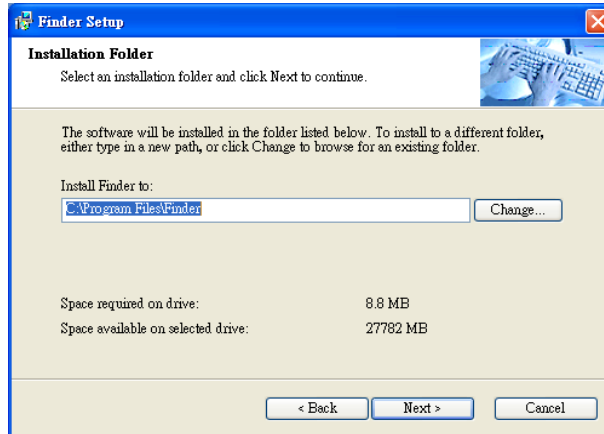 Finder Setup
Installation Folder
Select an installation folder and click Next to continue.
The software will be installed in the folder listed below. To install to a different folder,
either type in a new path, or click Change to browse for an existing folder.
Install Finder to:
C:\Program Files\Finder
Change...
Space required on drive: 8.8 MB
Space available on selected drive: 27782 MB
< Back Next > Cancel